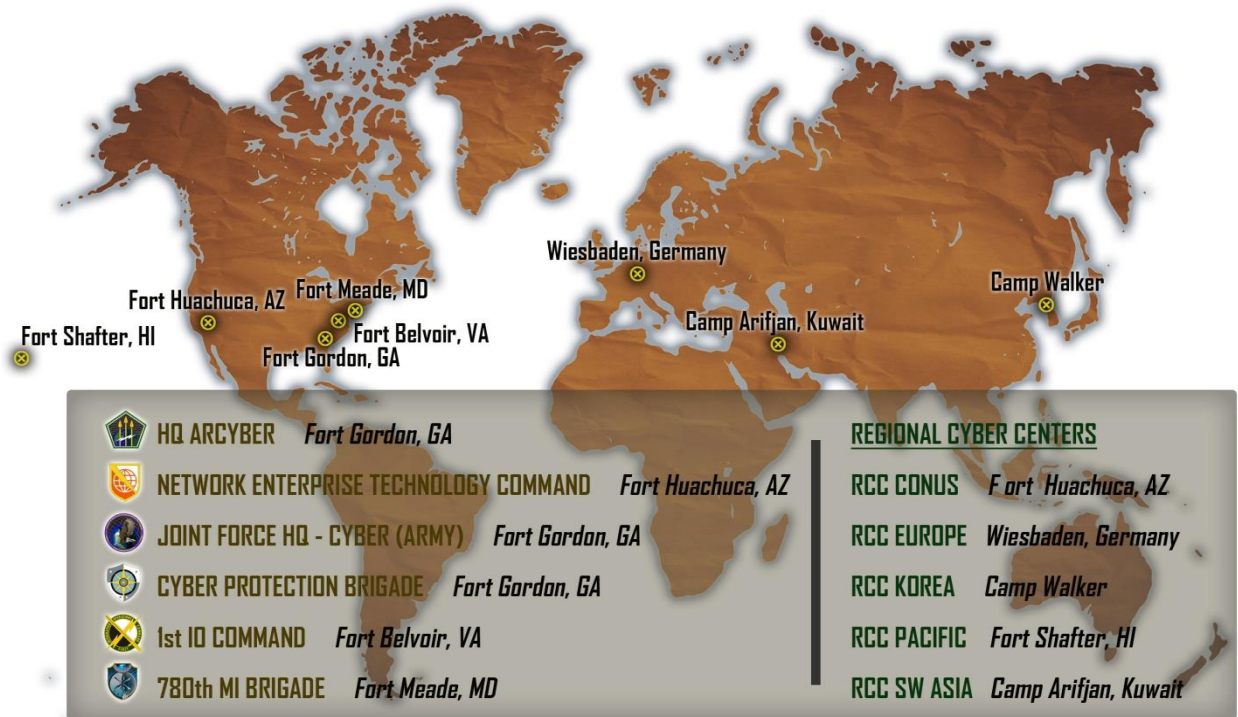 Wiesbaden, Germany
Camp Walker
Fort Huachuca, AZ
Fort Meade, MD
Camp Arifjan, Kuwait
Fort Shafter, HI
Fort Belvoir, VA
Fort Gordon, GA
HQ ARCYBER Fort Gordon, GA
NETWORK ENTERPRISE TECHNOLOGY COMMAND Fort Huachuca, AZ
JOINT FORCE HQ - CYBER (ARMY) Fort Gordon, GA
CYBER PROTECTION BRIGADE Fort Gordon, GA
1st IO COMMAND Fort Belvoir, VA
780th MI BRIGADE Fort Meade, MD
REGIONAL CYBER CENTERS
RCC CONUS F ort Huachuca, AZ
RCC EUROPE Wiesbaden, Germany
RCC KOREA Camp Walker
RCC PACIFIC Fort Shafter, HI
RCC SW ASIA Camp Arifjan, Kuwait